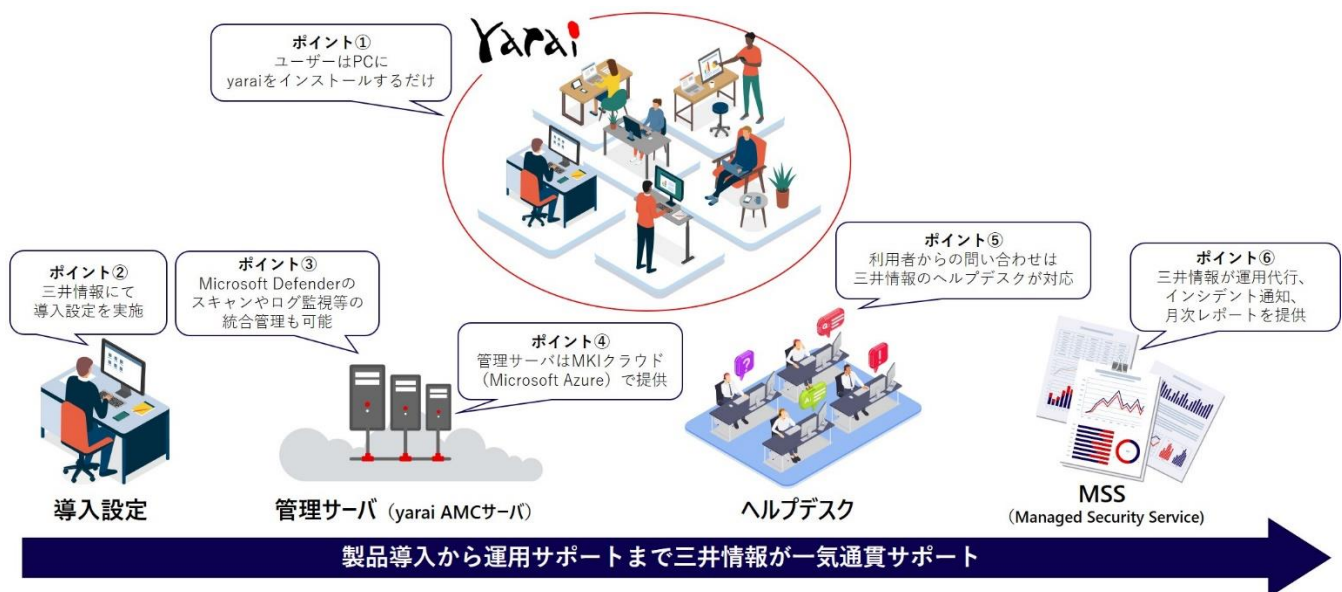 yarai
ポイント①
ユーザーはPCに
yaraiをインストールするだけ
ポイント②
三井情報にて
導入設定を実施
ポイント③
Microsoft Defenderの
スキャンやログ監視等の
統合管理も可能
ポイント④
管理サーバはMKIクラウド
（Microsoft Azure）で提供
ポイント⑤
利用者からの問い合わせは
三井情報のヘルプデスクが対応
ポイント⑥
三井情報が運用代行、
インシデント通知、
月次レポートを提供
導入設定
管理サーバ（yarai AMCサーバ）
ヘルプデスク
MSS
（Managed Security Service)
製品導入から運用サポートまで三井情報が一気通貫サポート